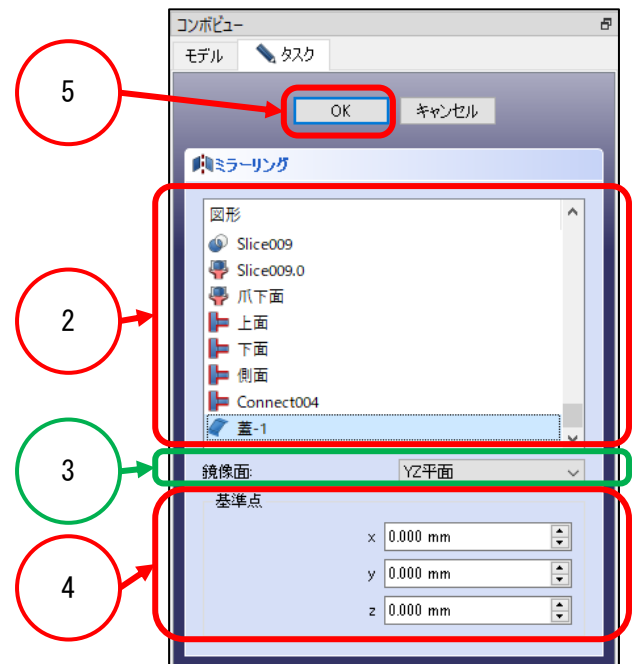 コンボビュー
モデル タスク
5
OK キャンセル
ミラーリング
図形
Slice009
Slice009.0
爪下面
2
上面
下面
側面
Connect004
蓋-1
3
鏡像面: YZ平面
基準点
x 0.000 mm
4
y 0.000 mm
z 0.000 mm